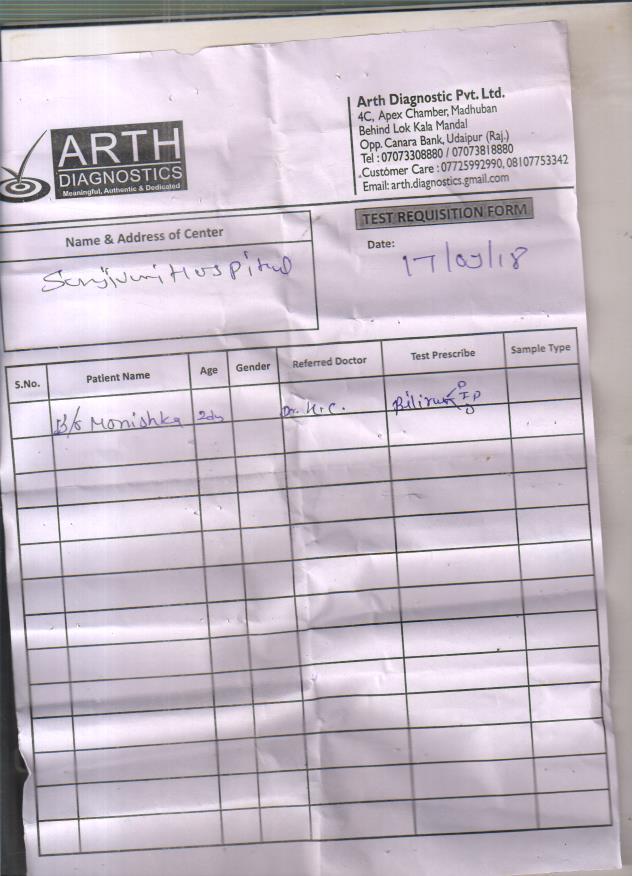 ARTH
DIAGNOSTICS
Meaningful, Authentic & Dedicated
Arth Diagnostic Pvt. Ltd.
4C, Apex Chamber, Madhuban
Behind Lok Kala Mandal
Opp. Canara Bank, Udaipur (Raj.)
Tel : 07073308880 / 07073818880
Customer Care : 07725992990, 08107753342
Email: arth.diagnostics.gmail.com
TEST REQUISITION FORM
Name & Address of Center
Date:
Hospital
17/09/18
S.No. Patient Name Age Gender Referred Doctor Test Prescribe Sample Type
B/o Monishka 2dy Dr.